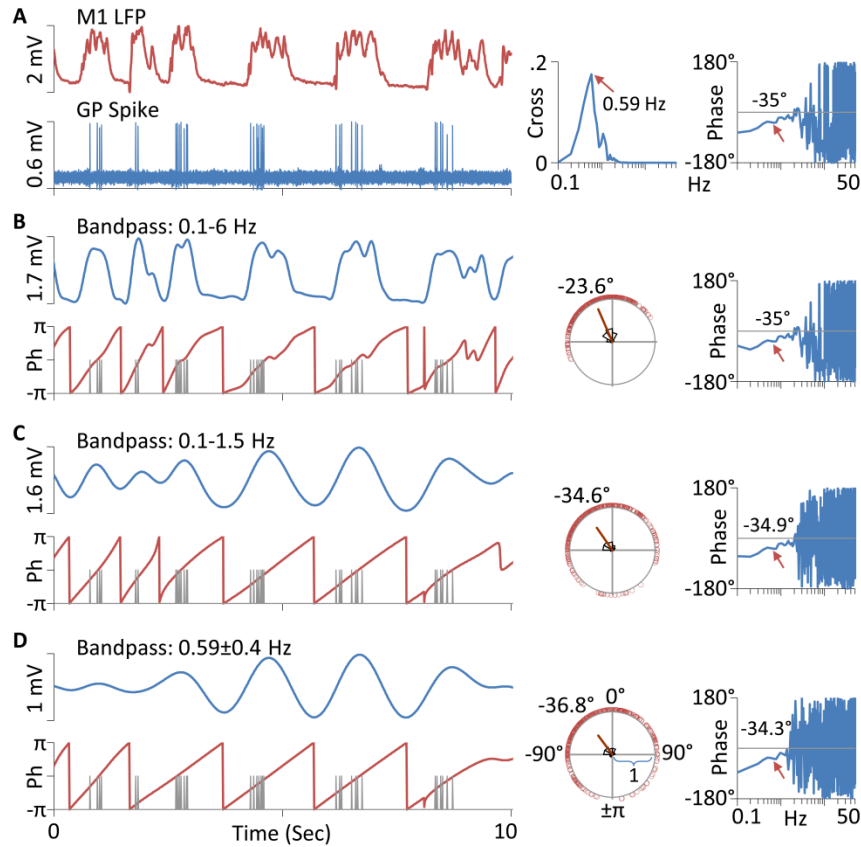 A
M1 LFP
2 mV
GP Spike
0.6 mV
.2
Cross
0
0.1
0.59 Hz
180°
Phase
-35°
-180°
Hz
50
B
Bandpass: 0.1-6 Hz
1.7 mV
π
Ph
-π
0
10
-23.6°
180°
Phase
-35°
-180°
C
Bandpass: 0.1-1.5 Hz
1.6 mV
π
Ph
-π
-34.6°
180°
Phase
-34.9°
-180°
D
Bandpass: 0.59±0.4 Hz
1 mV
π
Ph
-π
0
Time (Sec)
10
-36.8°
0°
-90°
90°
1
±π
180°
Phase
-34.3°
-180°
0.1
Hz
50